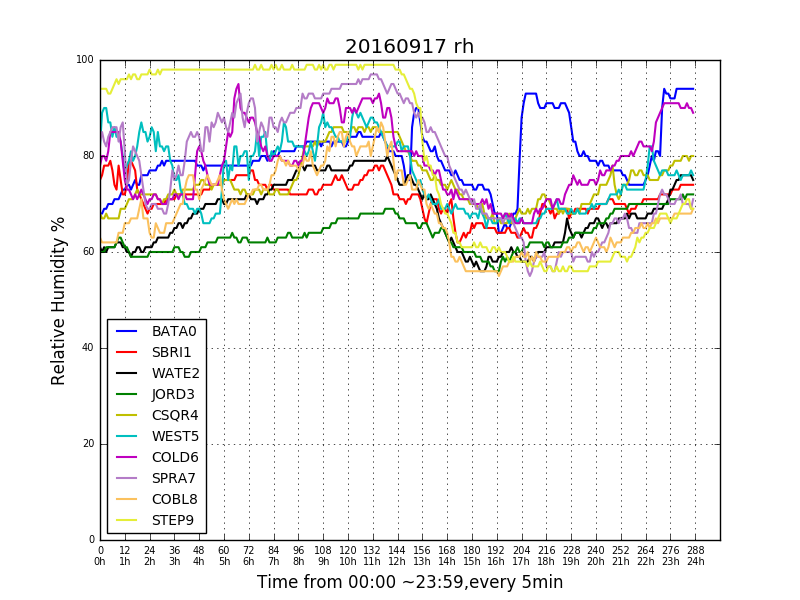 20160917 rh
Relative Humidity %
100
80
60
40
20
0
BATA0
SBRI1
WATE2
JORD3
CSQR4
WEST5
COLD6
SPRA7
COBL8
STEP9
0 12 24 36 48 60 72 84 96 108 120 132 144 156 168 180 192 204 216 228 240 252 264 276 288
0h 1h 2h 3h 4h 5h 6h 7h 8h 9h 10h 11h 12h 13h 14h 15h 16h 17h 18h 19h 20h 21h 22h 23h 24h
Time from 00:00 ~23:59,every 5min